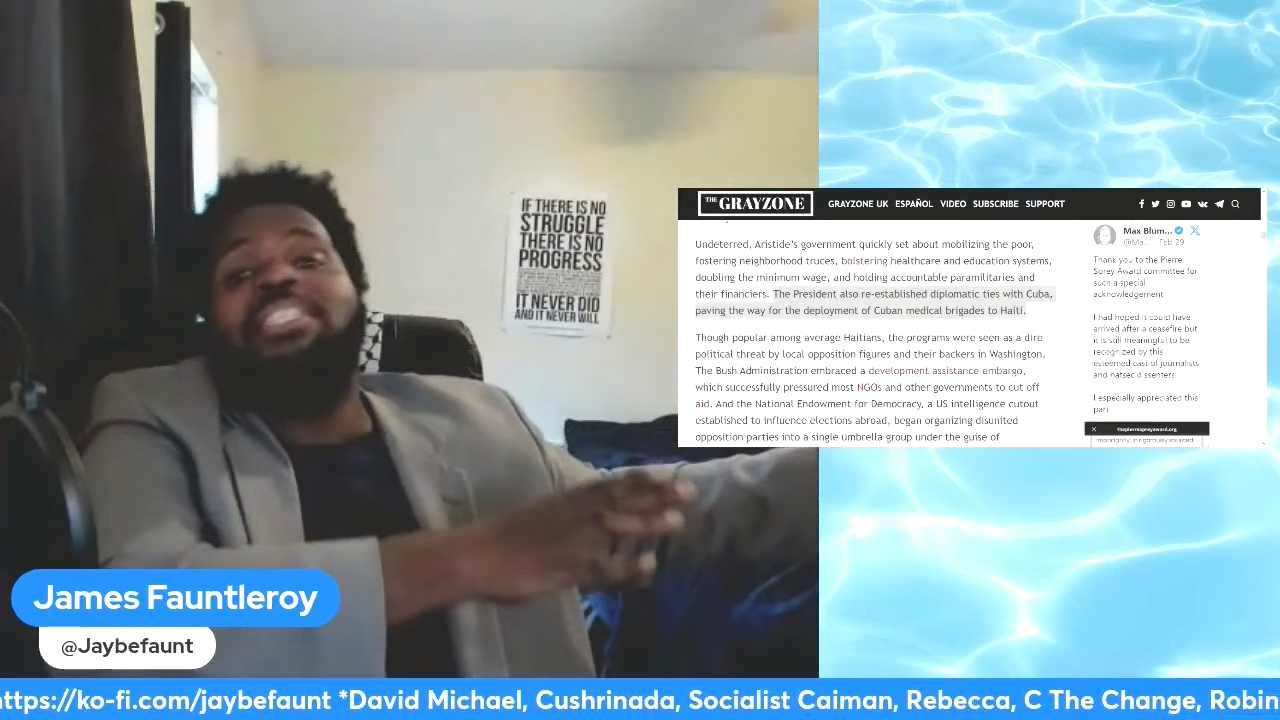 IF THERE IS NO
STRUGGLE
THERE IS NO
PROGRESS
IT NEVER DID
AND IT NEVER WILL
THE GRAYZONE
GRAYZONE UK ESPAÑOL VIDEO SUBSCRIBE SUPPORT
Undeterred, Aristide's government quickly set about mobilizing the poor,
fostering neighborhood truces, bolstering healthcare and education systems,
doubling the minimum wage, and holding accountable paramilitaries and
their financiers. The President also re-established diplomatic ties with Cuba,
paving the way for the deployment of Cuban medical brigades to Haiti.
Though popular among average Haitians, the programs were seen as a dire
political threat by local opposition figures and their backers in Washington.
The Bush Administration embraced a development assistance embargo,
which successfully pressured most NGOs and other governments to cut off
aid. And the National Endowment for Democracy, a US intelligence cutout
established to influence elections abroad, began organizing disunited
opposition parties into a single umbrella group under the guise of
Max Blum...
@Ma... · Feb 29
Thank you to the Pierre
Sprey Award committee for
such a special
acknowledgement
I had hoped it could have
arrived after a ceasefire but
it is still meaningful to be
recognized by this
esteemed cast of journalists
and natsec dissenters
I especially appreciated this
part
thepierrespreyaward.org
importantly, in rigorously sourced
James Fauntleroy
@Jaybefaunt
https://ko-fi.com/jaybefaunt *David Michael, Cushrinada, Socialist Caiman, Rebecca, C The Change, Robin